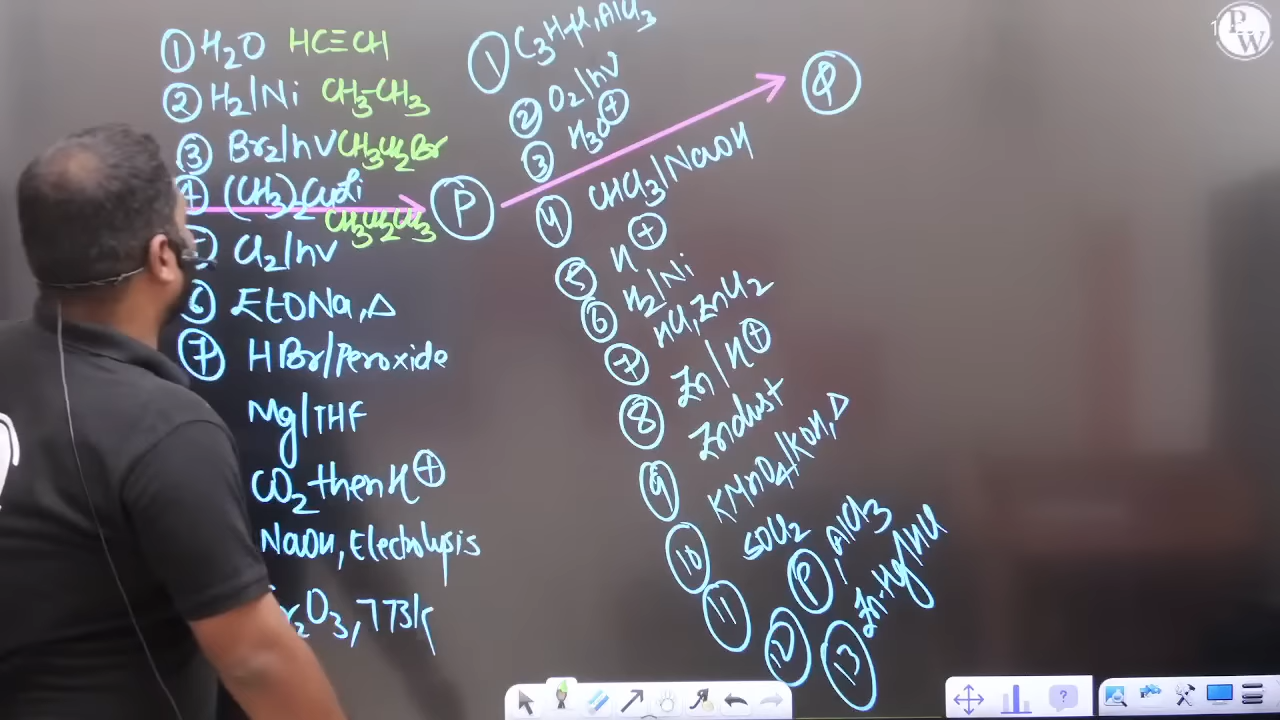 ① H₂O HC≡CH
② H₂/Ni CH₃-CH₃
③ Br₂/hν CH₃CH₂Br
④ (CH₃)₂CuLi
CH₃CH₂CH₃
Cl₂/hν
⑥ EtONa, Δ
⑦ HBr/Peroxide
Mg/THF
CO₂ then H⊕
NaOH, Electrolysis
O₃, 773K
P
① C₃H₇Cl, AlCl₃
② O₂/hν
③ H₃O⊕
④ CHCl₃/NaOH
⑤ H⊕
⑥ H₂/Ni
⑦ HCl, ZnCl₂
⑧ Zn/H⊕
⑨ Zn dust
⑩ KMnO₄/KOH, Δ
⑪ SOCl₂
⑫ P, AlCl₃
⑬ Zn-Hg/HCl
Q
PW